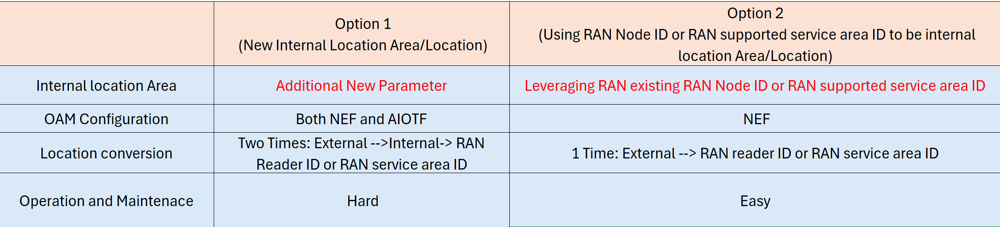 Option 1
(New Internal Location Area/Location)
Option 2
(Using RAN Node ID or RAN supported service area ID to be internal
location Area/Location)
Internal location Area
Additional New Parameter
Leveraging RAN existing RAN Node ID or RAN supported service area ID
OAM Configuration
Both NEF and AIOTF
NEF
Location conversion
Two Times: External -->Internal-> RAN
Reader ID or RAN service area ID
1 Time: External --> RAN reader ID or RAN service area ID
Operation and Maintenace
Hard
Easy